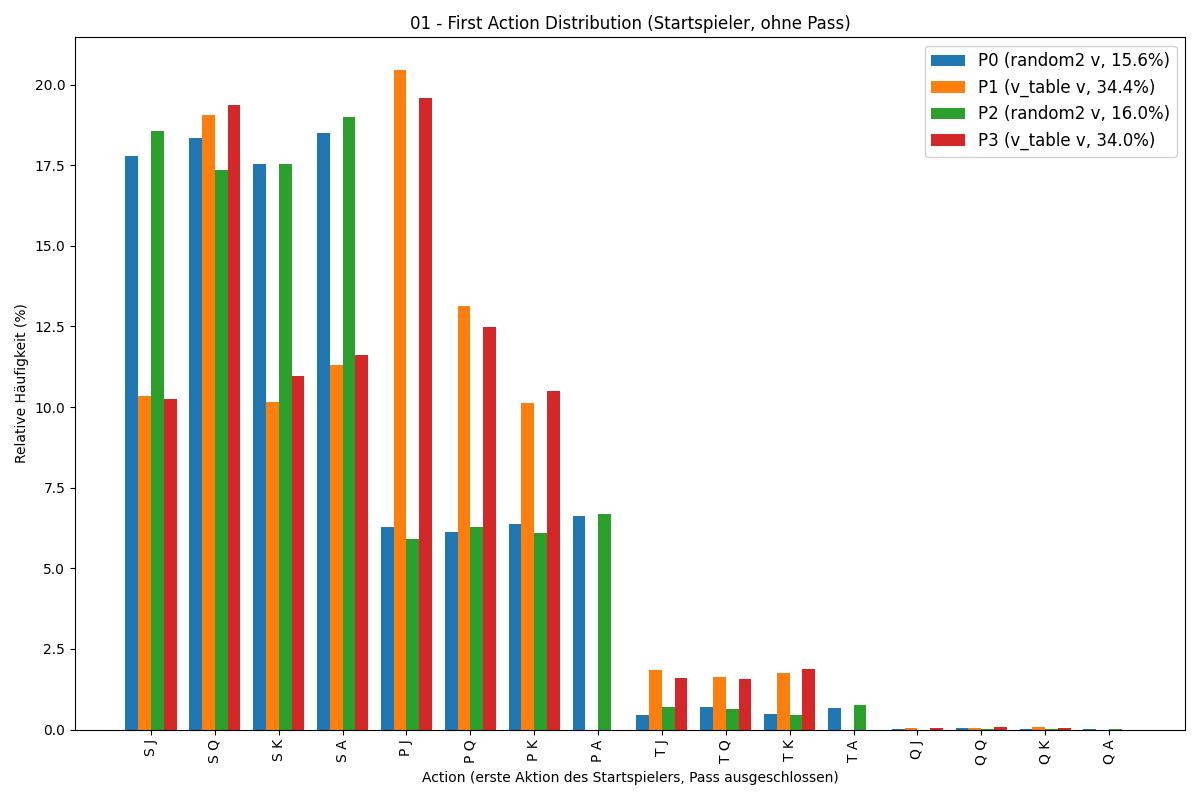 01 - First Action Distribution (Startspieler, ohne Pass)
P0 (random2 v, 15.6%)
P1 (v_table v, 34.4%)
P2 (random2 v, 16.0%)
P3 (v_table v, 34.0%)
Relative Häufigkeit (%)
20.0
17.5
15.0
12.5
10.0
7.5
5.0
2.5
0.0
S J
S Q
S K
S A
P J
P Q
P K
P A
T J
T Q
T K
T A
Q J
Q Q
Q K
Q A
Action (erste Aktion des Startspielers, Pass ausgeschlossen)